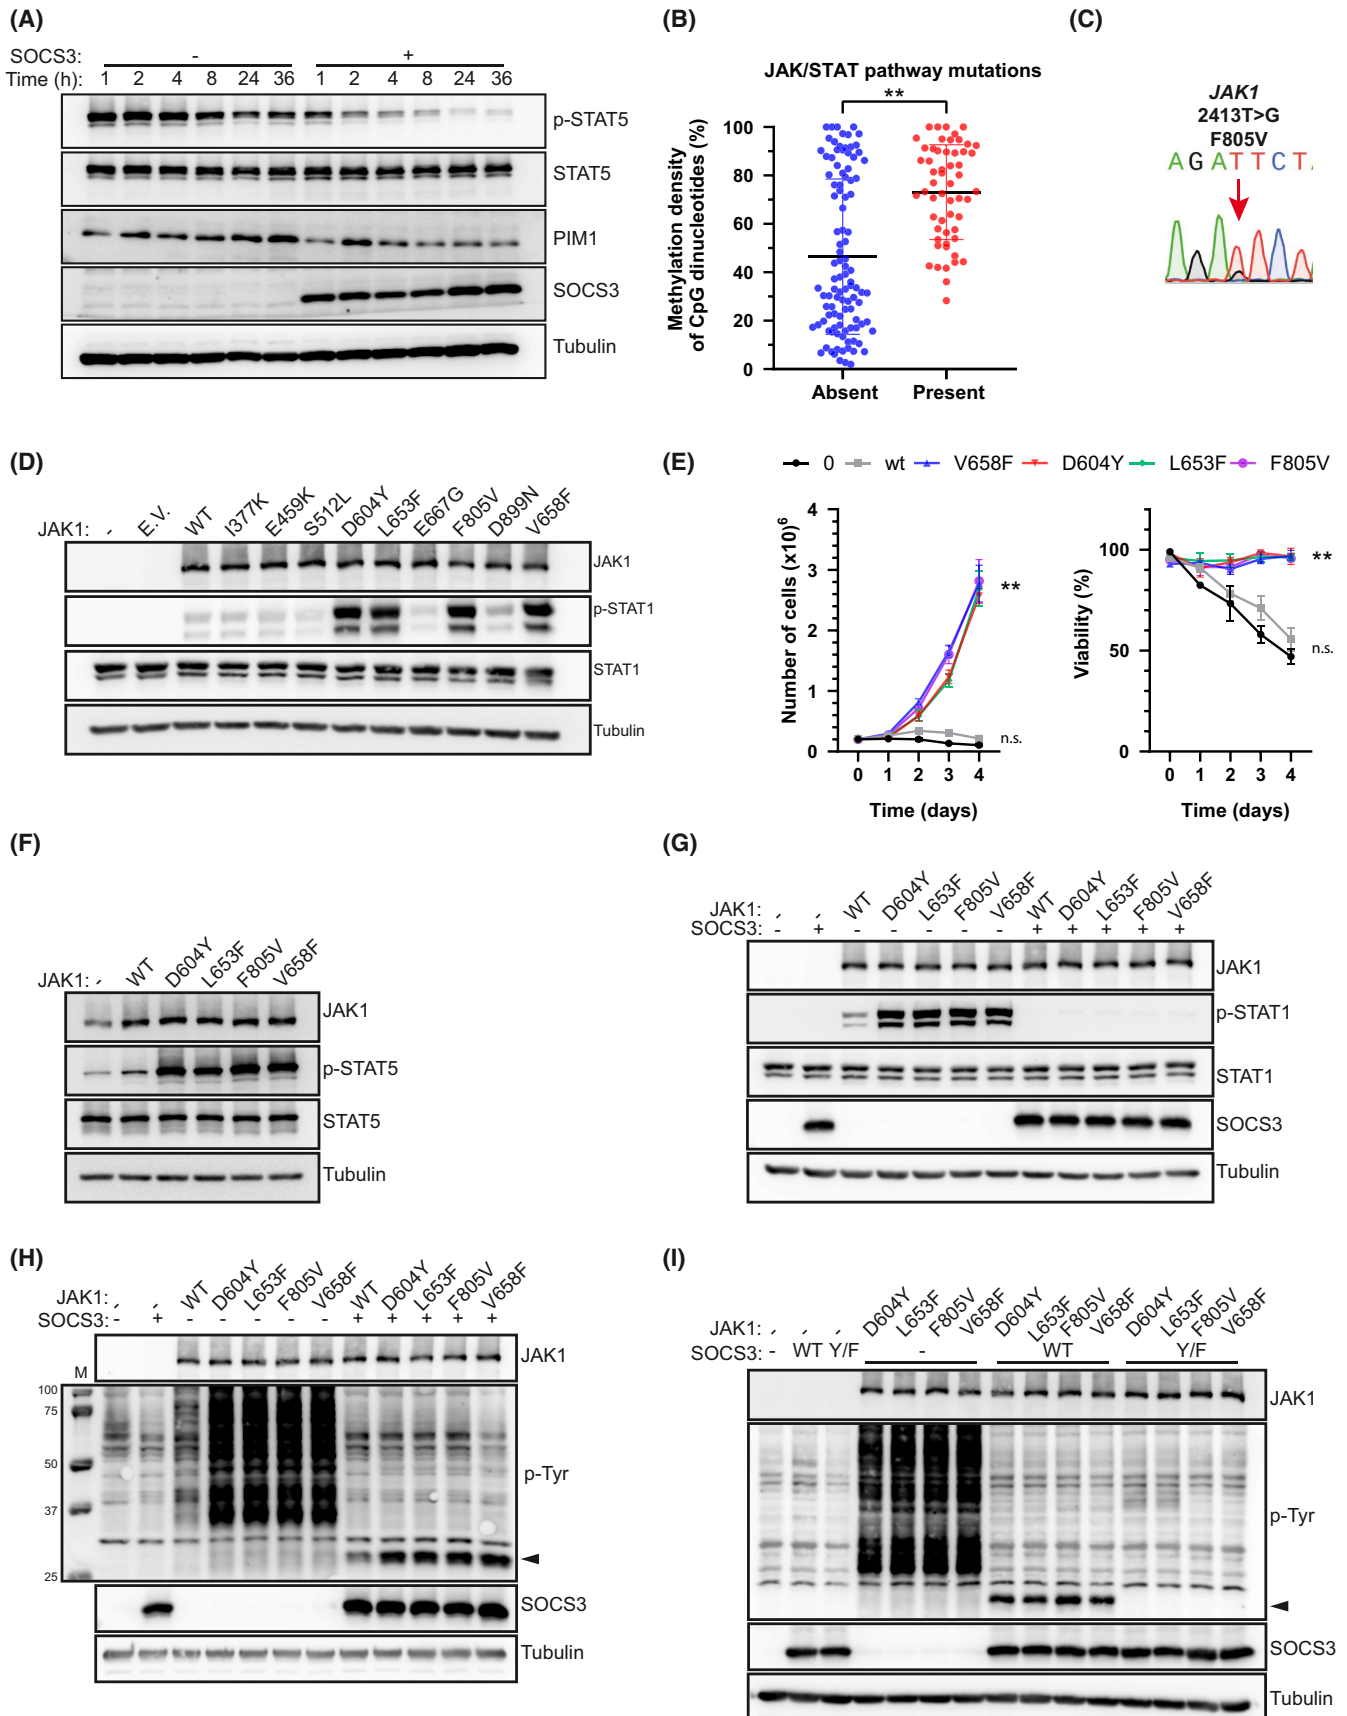 (A)
SOCS3: - +
Time (h): 1 2 4 8 24 36 1 2 4 8 24 36
p-STAT5
STAT5
PIM1
SOCS3
Tubulin
(B)
JAK/STAT pathway mutations
**
Methylation density
of CpG dinucleotides (%)
100
80
60
40
20
0
Absent Present
(C)
JAK1
2413T>G
F805V
A G A T T C T
(D)
JAK1: - E.V. WT I377K E459K S512L D604Y L653F E667G F805V D899N V658F
JAK1
p-STAT1
STAT1
Tubulin
(E)
0 wt V658F D604Y L653F F805V
Number of cells (x10)⁶
4
3
2
1
0
**
n.s.
0 1 2 3 4
Time (days)
Viability (%)
100
50
0
**
n.s.
0 1 2 3 4
Time (days)
(F)
JAK1: - WT D604Y L653F F805V V658F
JAK1
p-STAT5
STAT5
Tubulin
(G)
JAK1: - - WT D604Y L653F F805V V658F WT D604Y L653F F805V V658F
SOCS3: - + - - - - - + + + + +
JAK1
p-STAT1
STAT1
SOCS3
Tubulin
(H)
JAK1: - - WT D604Y L653F F805V V658F WT D604Y L653F F805V V658F
SOCS3: - + - - - - - + + + + +
JAK1
M
100
75
50
37
25
p-Tyr
SOCS3
Tubulin
(I)
JAK1: - - - D604Y L653F F805V V658F D604Y L653F F805V V658F D604Y L653F F805V V658F
SOCS3: - WT Y/F - WT Y/F
JAK1
p-Tyr
SOCS3
Tubulin